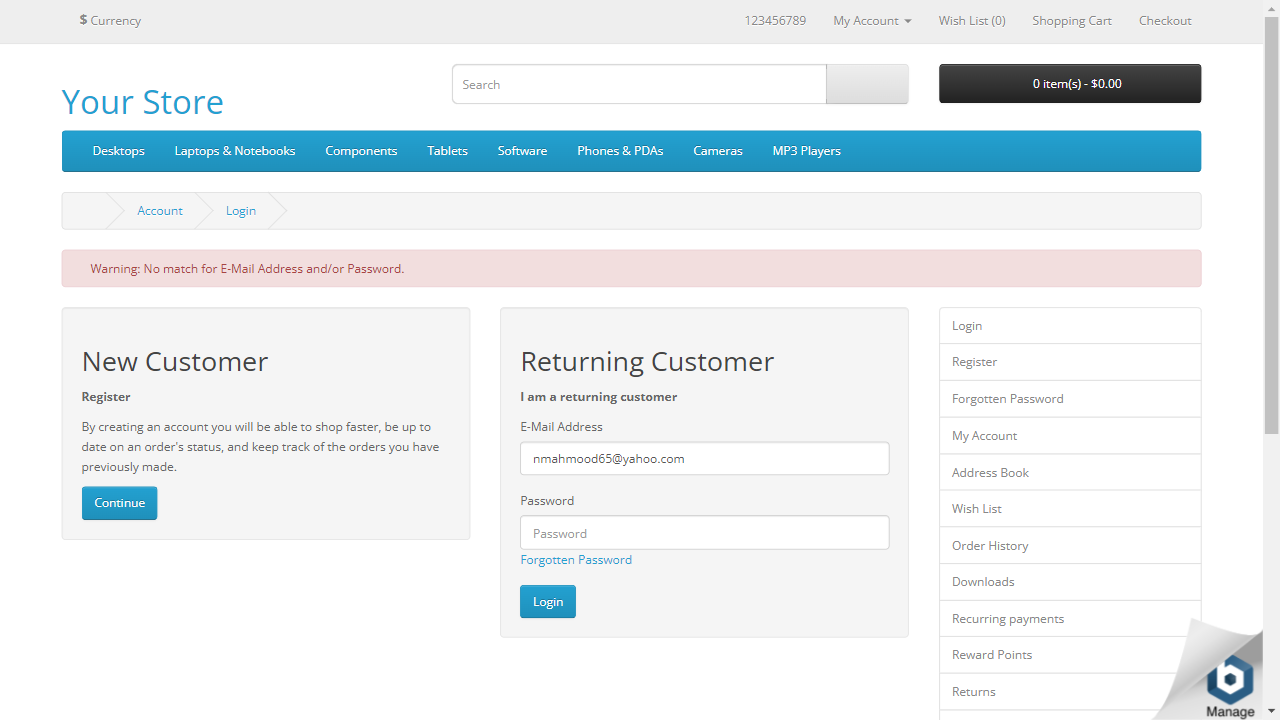 $ Currency
123456789 My Account Wish List (0) Shopping Cart Checkout
Your Store
Search
0 item(s) - $0.00
Desktops Laptops & Notebooks Components Tablets Software Phones & PDAs Cameras MP3 Players
Account Login
Warning: No match for E-Mail Address and/or Password.
New Customer
Register
By creating an account you will be able to shop faster, be up to
date on an order's status, and keep track of the orders you have
previously made.
Continue
Returning Customer
I am a returning customer
E-Mail Address
nmahmood65@yahoo.com
Password
Password
Forgotten Password
Login
Login
Register
Forgotten Password
My Account
Address Book
Wish List
Order History
Downloads
Recurring payments
Reward Points
Returns
b
Manage